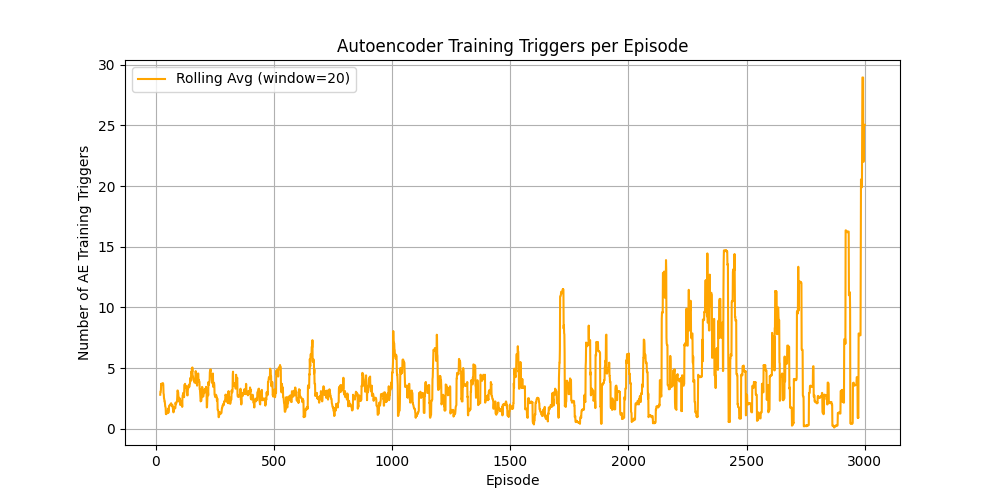 Autoencoder Training Triggers per Episode
Rolling Avg (window=20)
Number of AE Training Triggers
30
25
20
15
10
5
0
0 500 1000 1500 2000 2500 3000
Episode